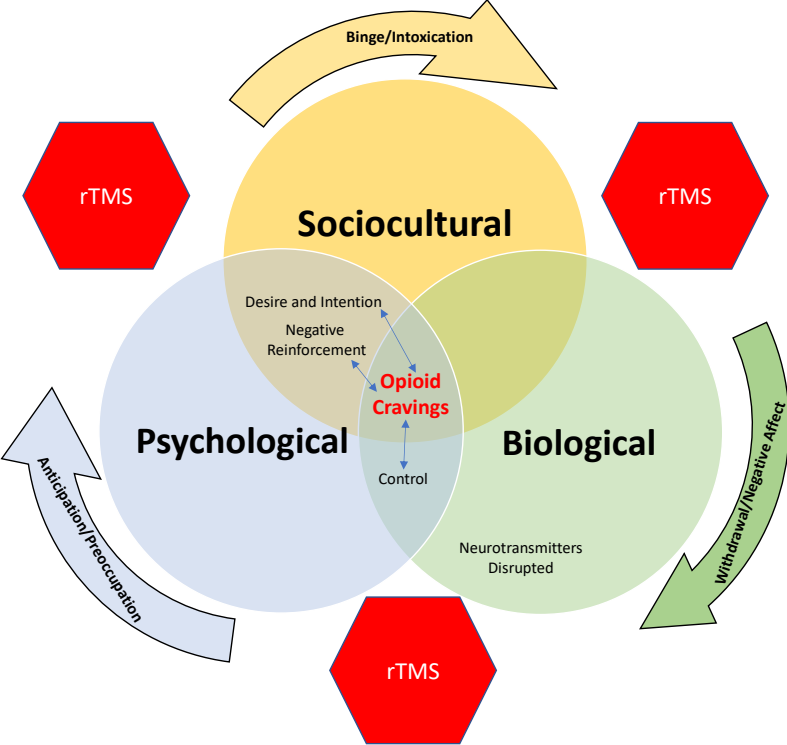 Binge/Intoxication
rTMS
rTMS
Sociocultural
Desire and Intention
Negative
Reinforcement
Opioid
Cravings
Psychological
Biological
Control
Withdrawal/Negative Affect
Anticipation/Preoccupation
Neurotransmitters
Disrupted
rTMS